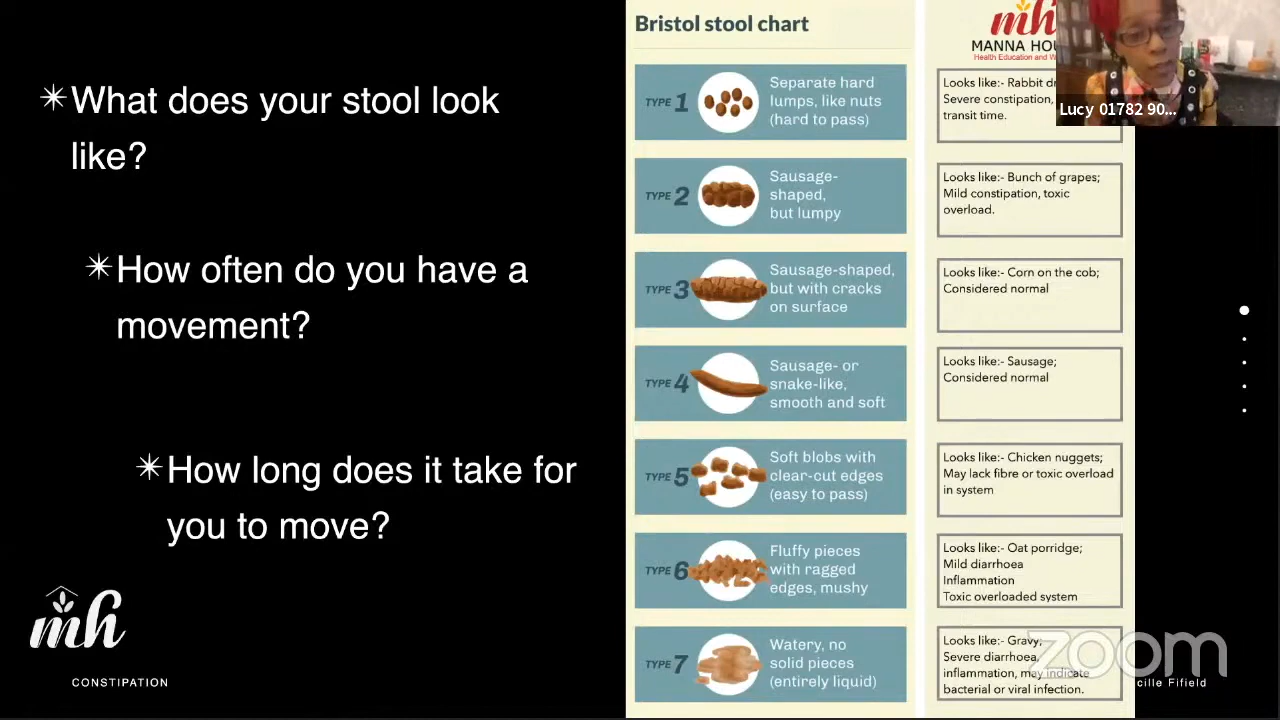 ✴What does your stool look
like?
✴How often do you have a
movement?
✴How long does it take for
you to move?
mh
CONSTIPATION
Bristol stool chart
TYPE 1
Separate hard
lumps, like nuts
(hard to pass)
TYPE 2
Sausage-
shaped,
but lumpy
TYPE 3
Sausage-shaped,
but with cracks
on surface
TYPE 4
Sausage- or
snake-like,
smooth and soft
TYPE 5
Soft blobs with
clear-cut edges
(easy to pass)
TYPE 6
Fluffy pieces
with ragged
edges, mushy
TYPE 7
Watery, no
solid pieces
(entirely liquid)
mh
MANNA
Health Education and
Lucy 01782 90...
Looks like:- Rabbit
Severe constipation,
transit time.
Looks like:- Bunch of grapes;
Mild constipation, toxic
overload.
Looks like:- Corn on the cob;
Considered normal
Looks like:- Sausage;
Considered normal
Looks like:- Chicken nuggets;
May lack fibre or toxic overload
in system
Looks like:- Oat porridge;
Mild diarrhoea
Inflammation
Toxic overloaded system
Looks like:- Gravy;
Severe diarrhoea,
inflammation, may indicate
bacterial or viral infection.
zoom
cille Fifield